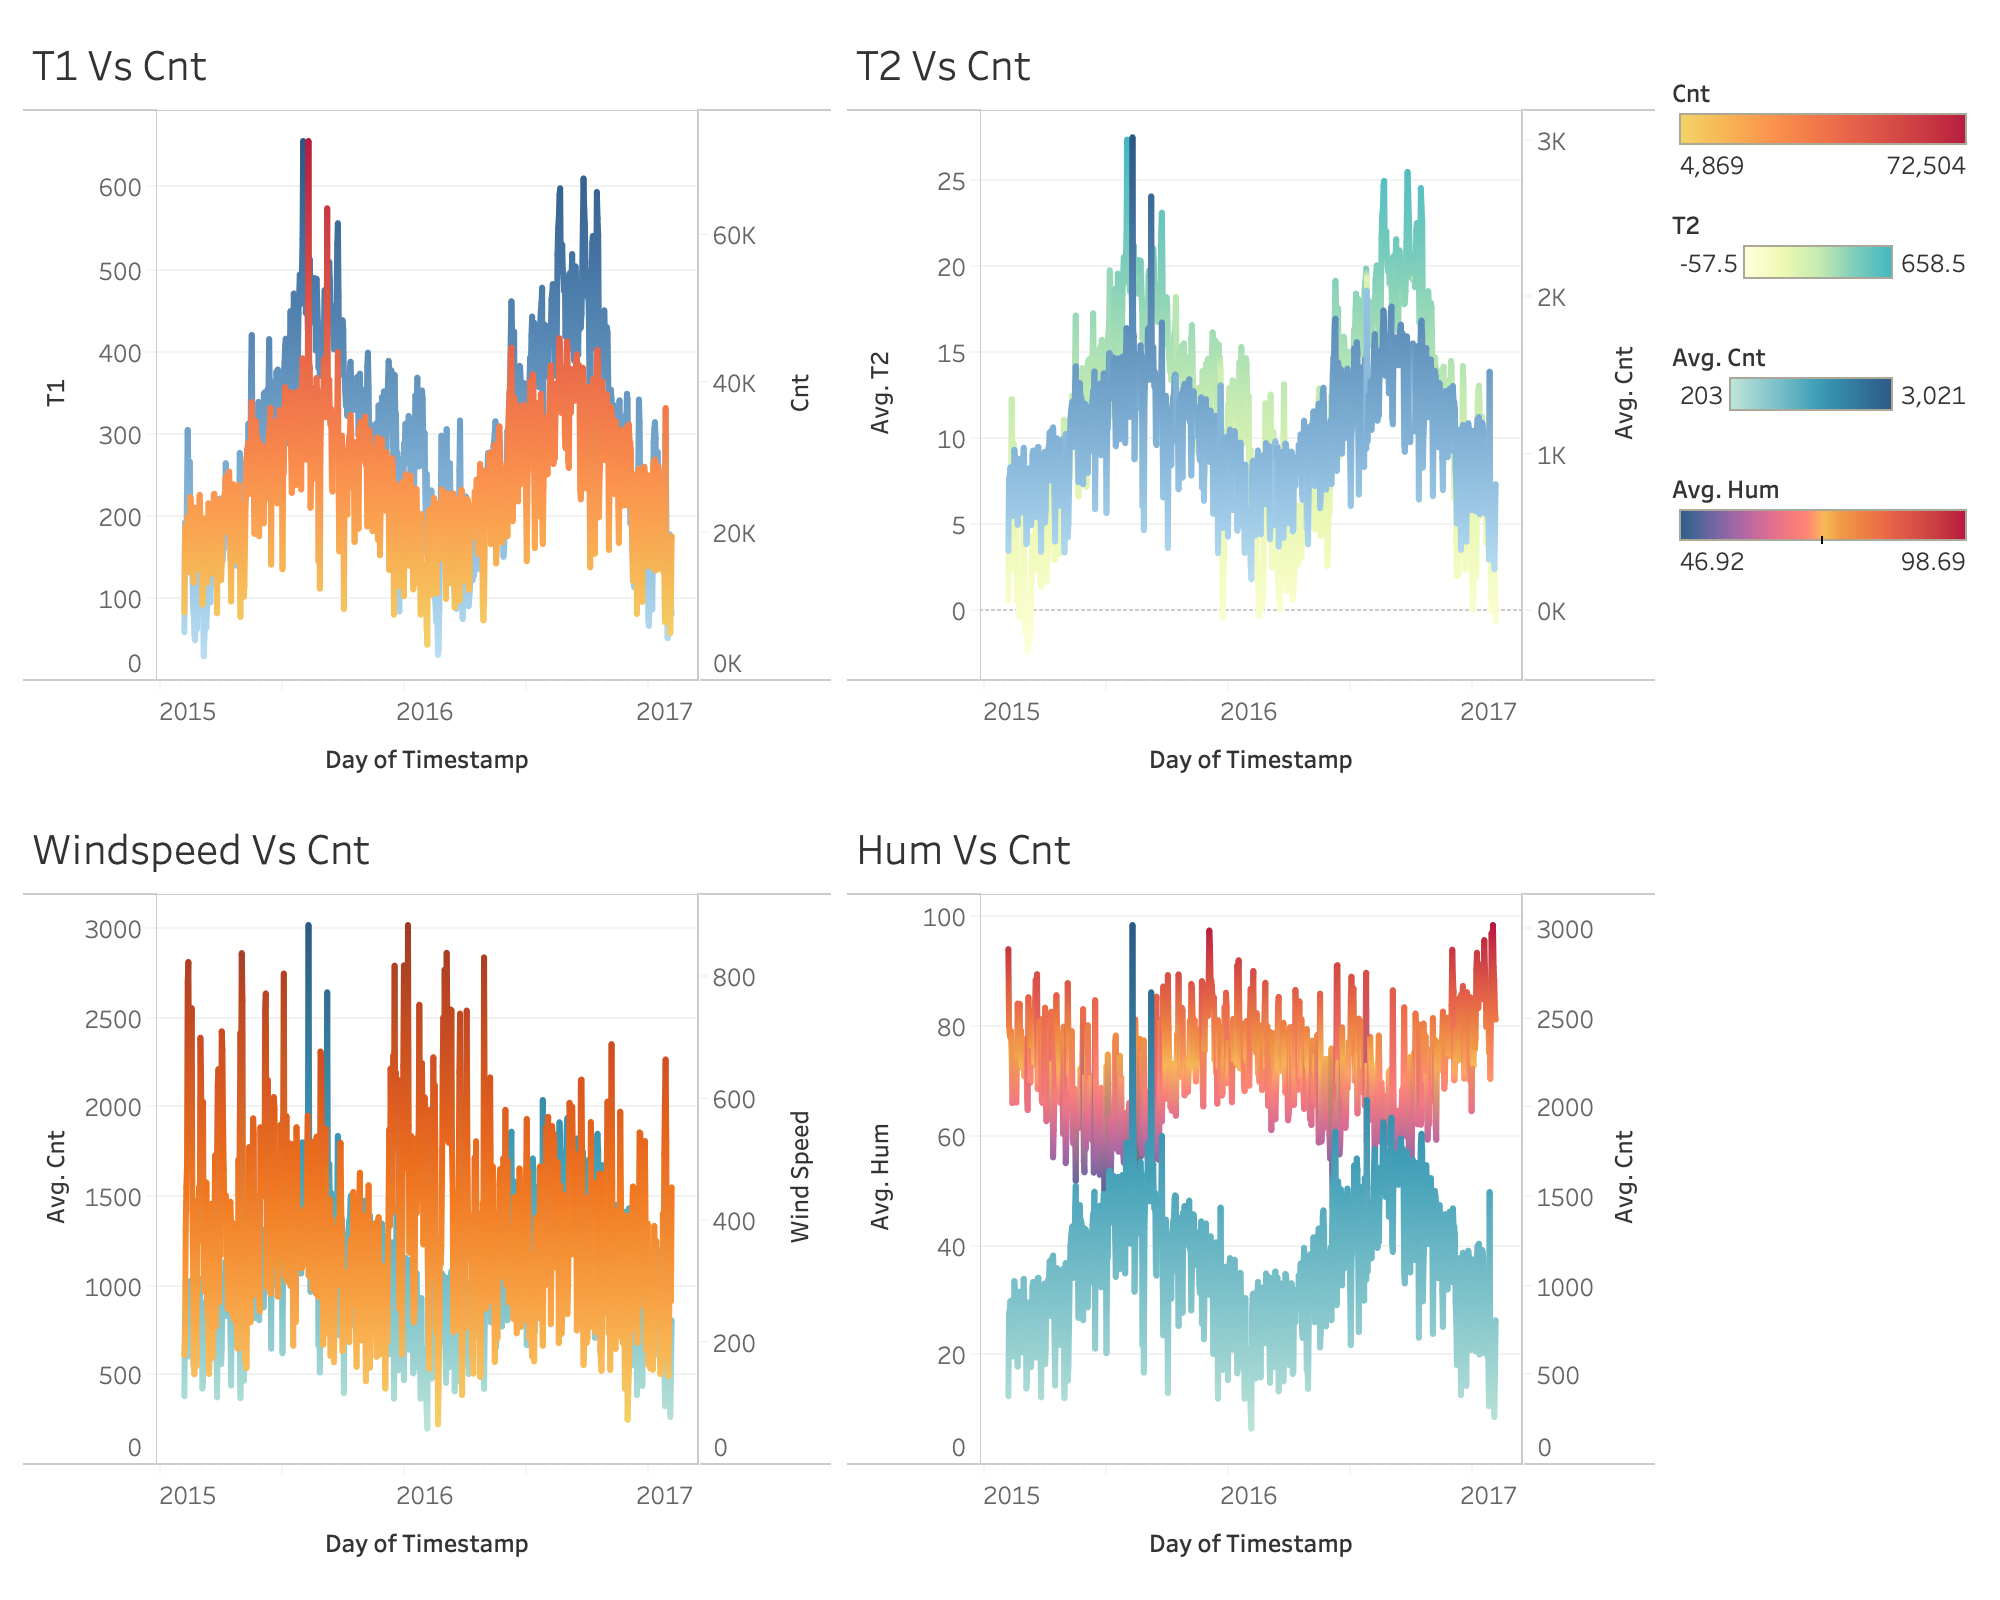 T1 Vs Cnt
T1
600
500
400
300
200
100
0
60K
40K
20K
0K
Cnt
2015
2016
2017
Day of Timestamp
T2 Vs Cnt
Avg. T2
25
20
15
10
5
0
3K
2K
1K
0K
Avg. Cnt
2015
2016
2017
Day of Timestamp
Cnt
4,869
72,504
T2
-57.5
658.5
Avg. Cnt
203
3,021
Avg. Hum
46.92
98.69
Windspeed Vs Cnt
Avg. Cnt
3000
2500
2000
1500
1000
500
0
800
600
400
200
0
Wind Speed
2015
2016
2017
Day of Timestamp
Hum Vs Cnt
Avg. Hum
100
80
60
40
20
0
3000
2500
2000
1500
1000
500
0
Avg. Cnt
2015
2016
2017
Day of Timestamp